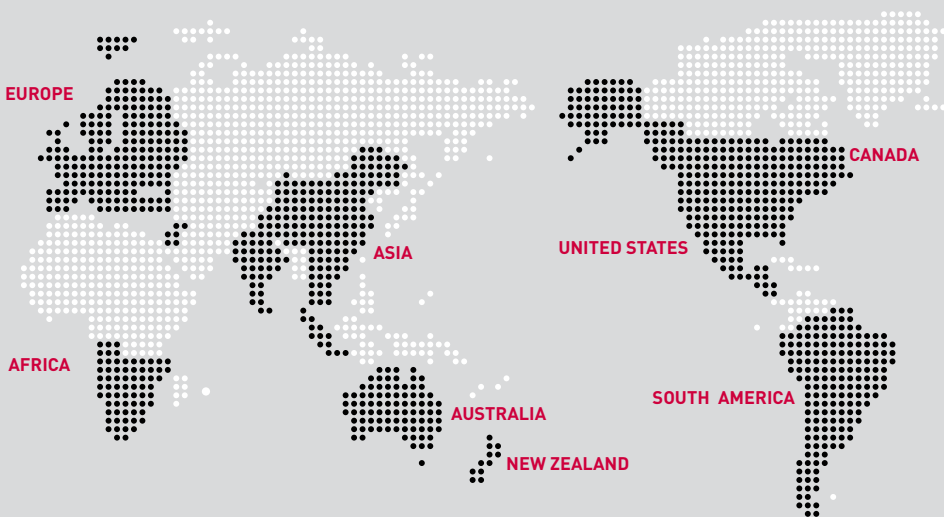 EUROPE
CANADA
UNITED STATES
ASIA
AFRICA
SOUTH AMERICA
AUSTRALIA
NEW ZEALAND